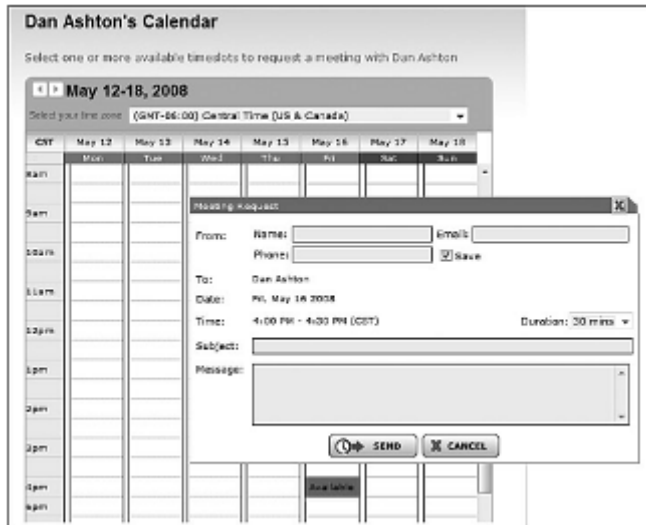 Dan Ashton's Calendar
Select one or more available timeslots to request a meeting with Dan Ashton
May 12-18, 2008
Select your time zone (GMT-06:00) Central Time (US & Canada)
CST May 12 May 13 May 14 May 15 May 16 May 17 May 18
Mon Tue Wed Thu Fri Sat Sun
8am
9am
10am
11am
12pm
1pm
2pm
3pm
4pm
5pm
Available
Meeting Request
From: Name: Email:
Phone: Save
To: Dan Ashton
Date: Fri, May 16 2008
Time: 4:00 PM - 4:30 PM (CST) Duration: 30 mins
Subject:
Message:
SEND CANCEL